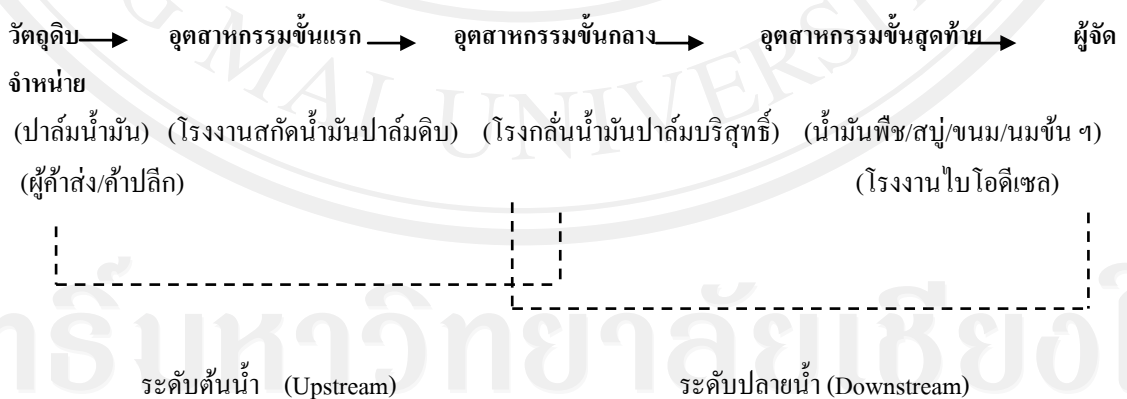 วัตถุดิบ อุตสาหกรรมขั้นแรก อุตสาหกรรมขั้นกลาง อุตสาหกรรมขั้นสุดท้าย ผู้จัด
จำหน่าย
(ปาล์มน้ำมัน) (โรงงานสกัดน้ำมันปาล์มดิบ) (โรงกลั่นน้ำมันปาล์มบริสุทธิ์) (น้ำมันพืช/สบู่/ขนม/นมข้น ฯ)
(ผู้ค้าส่ง/ค้าปลีก) (โรงงานไบโอดีเซล)
ระดับต้นน้ำ (Upstream) ระดับปลายน้ำ (Downstream)